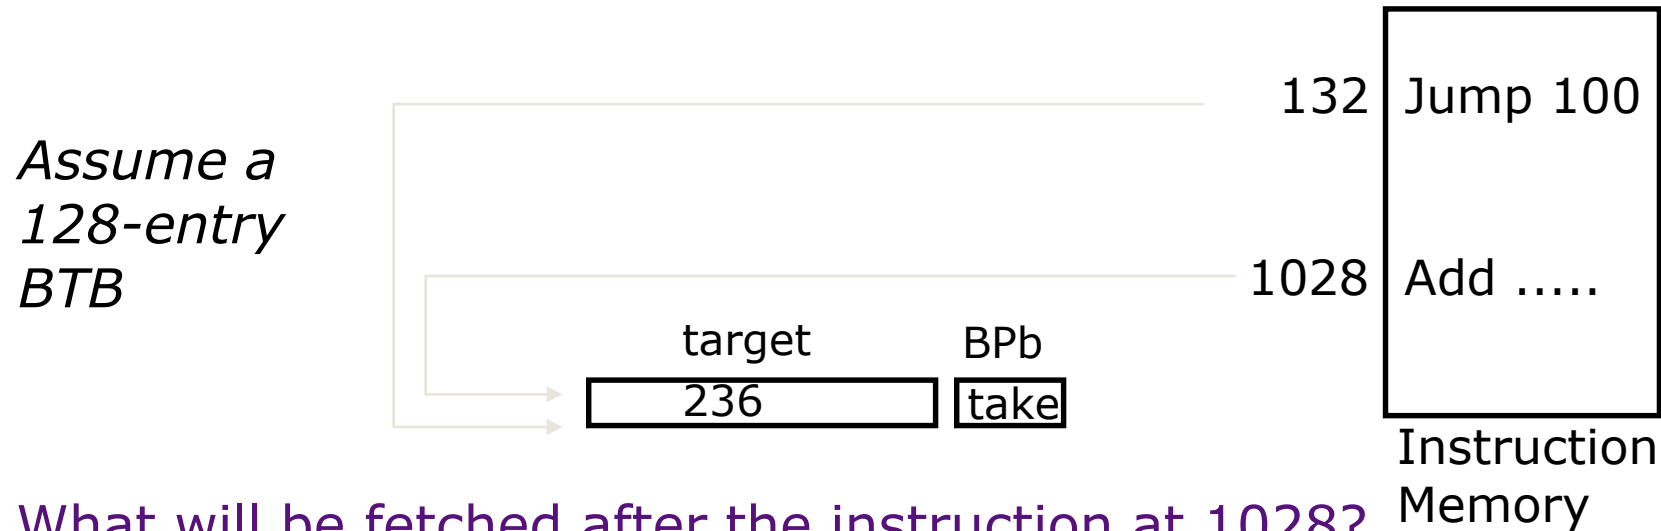 132 Jump 100
Assume a
128-entry
BTB
1028 Add .....
target BPb
236 take
Instruction
Memory
What will be fetched after the instruction at 1028?